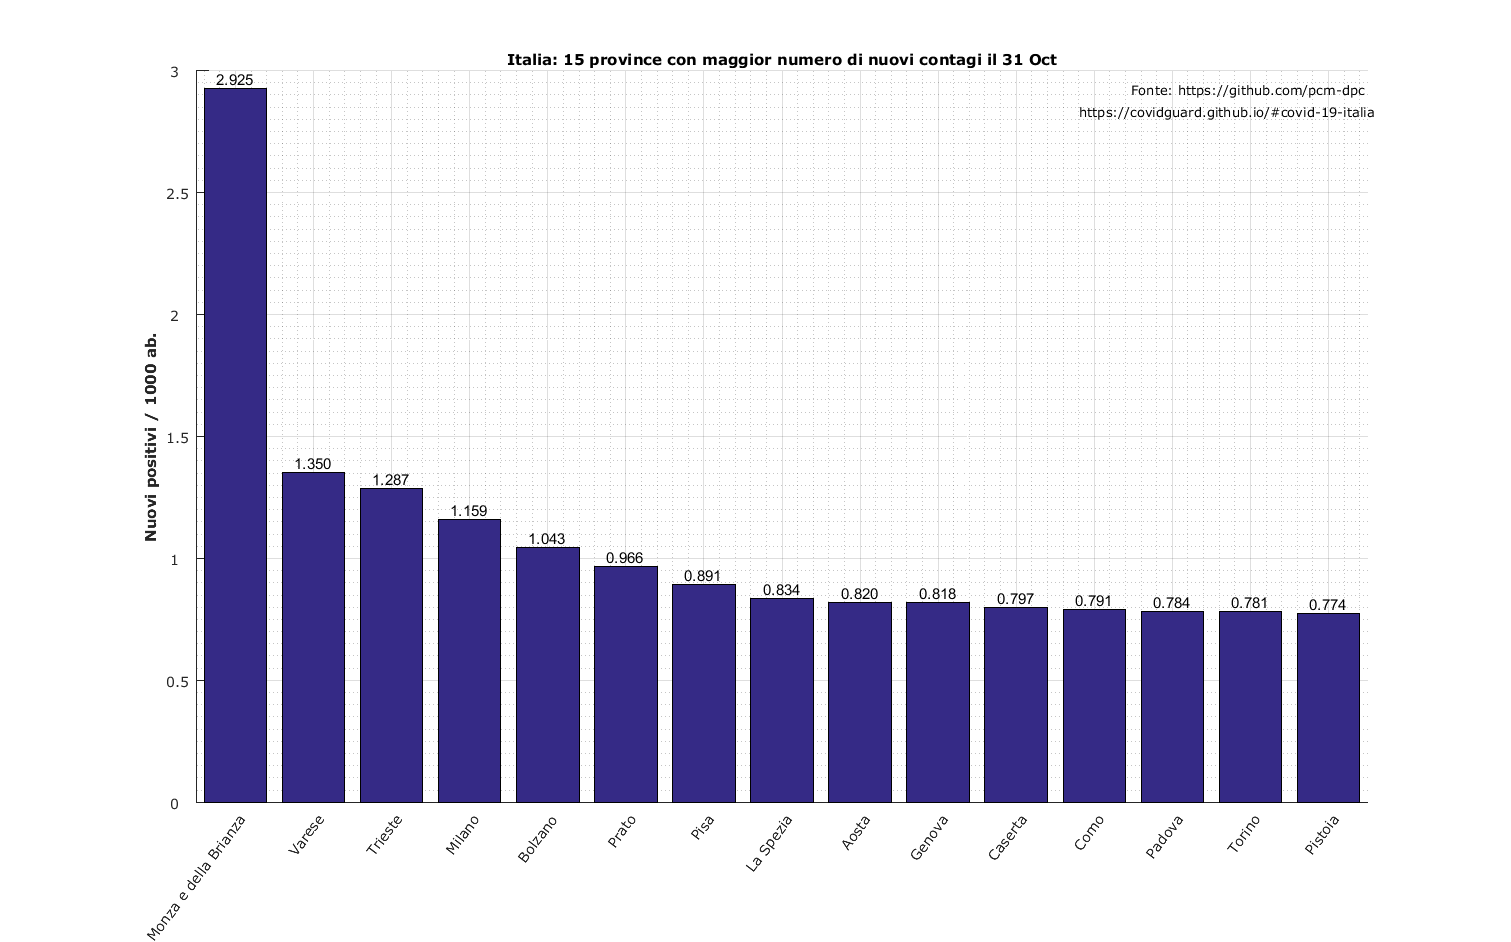 Italia: 15 province con maggior numero di nuovi contagi il 31 Oct
Fonte: https://github.com/pcm-dpc
https://covidguard.github.io/#covid-19-italia
Nuovi positivi / 1000 ab.
3
2.5
2
1.5
1
0.5
0
2.925
1.350
1.287
1.159
1.043
0.966
0.891
0.834
0.820
0.818
0.797
0.791
0.784
0.781
0.774
Monza e della Brianza
Varese
Trieste
Milano
Bolzano
Prato
Pisa
La Spezia
Aosta
Genova
Caserta
Como
Padova
Torino
Pistoia